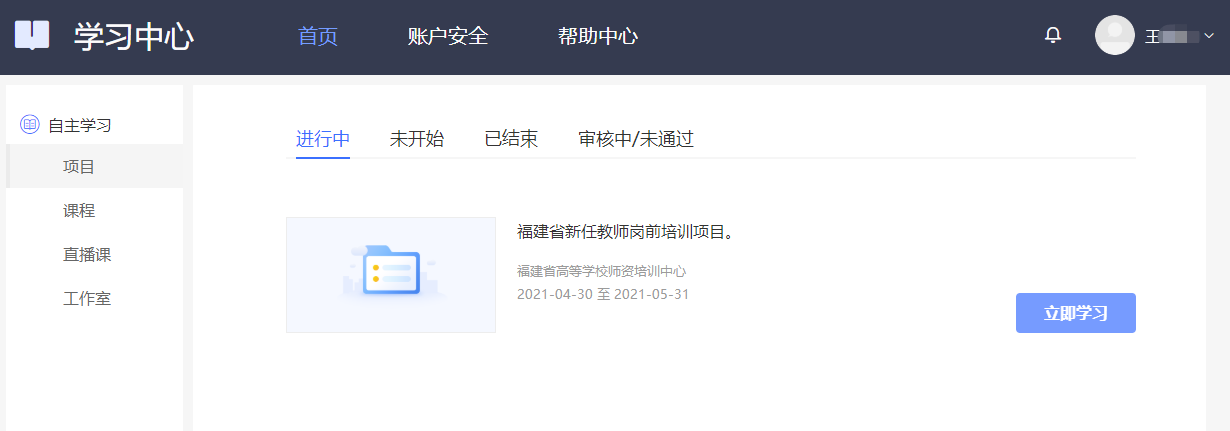 学习中心 首页 账户安全 帮助中心 王
自主学习
项目
课程
直播课
工作室
进行中 未开始 已结束 审核中/未通过
福建省新任教师岗前培训项目。
福建省高等学校师资培训中心
2021-04-30 至 2021-05-31
立即学习